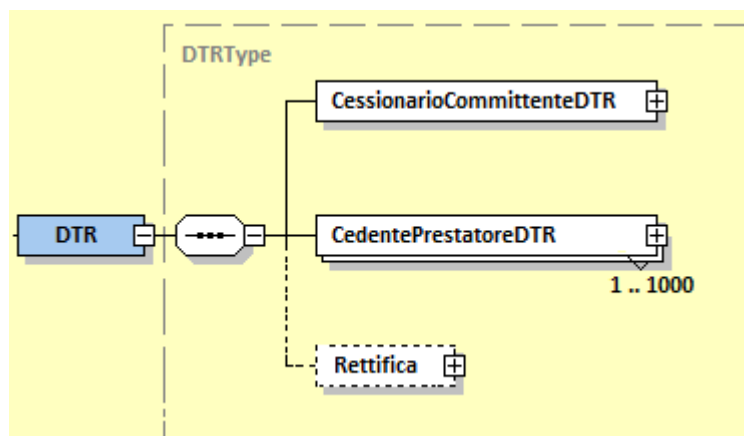 DTRType
CessionarioCommittenteDTR
DTR
CedentePrestatoreDTR
1 .. 1000
Rettifica